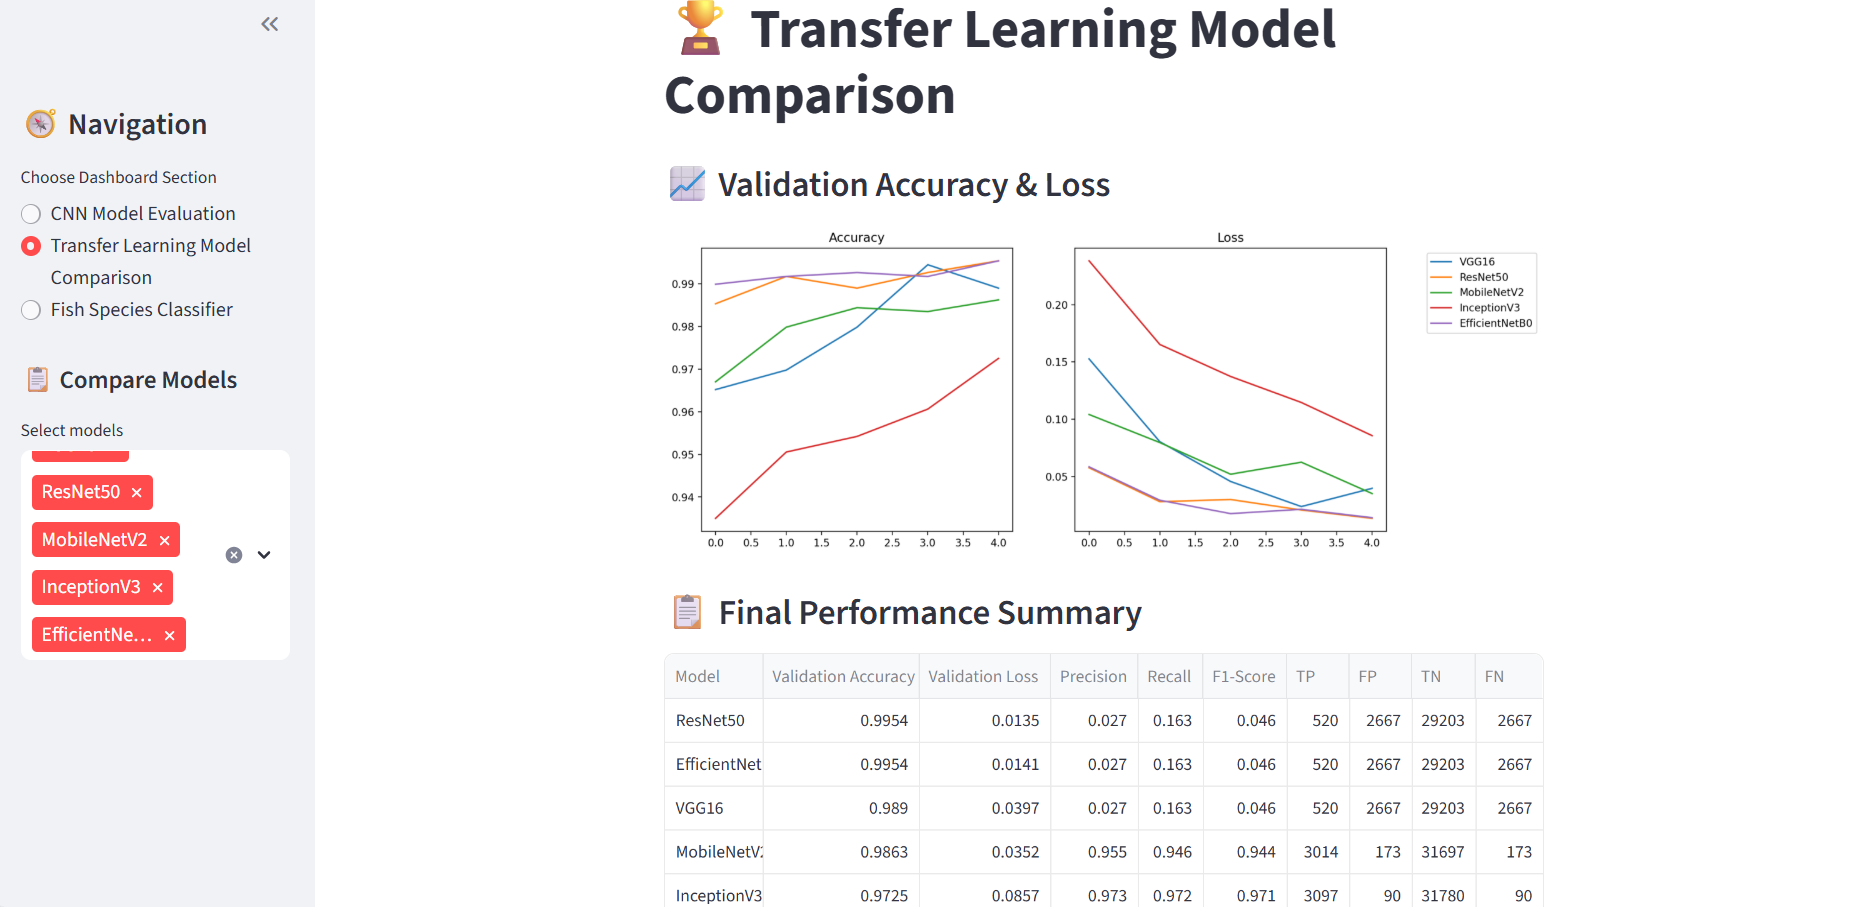 Navigation
Choose Dashboard Section
CNN Model Evaluation
Transfer Learning Model
Comparison
Fish Species Classifier
Compare Models
Select models
ResNet50 ×
MobileNetV2 ×
InceptionV3 ×
EfficientNe... ×
Transfer Learning Model
Comparison
Validation Accuracy & Loss
Accuracy
0.99
0.98
0.97
0.96
0.95
0.94
0.0 0.5 1.0 1.5 2.0 2.5 3.0 3.5 4.0
Loss
0.20
0.15
0.10
0.05
0.0 0.5 1.0 1.5 2.0 2.5 3.0 3.5 4.0
VGG16
ResNet50
MobileNetV2
InceptionV3
EfficientNetB0
Final Performance Summary
Model Validation Accuracy Validation Loss Precision Recall F1-Score TP FP TN FN
ResNet50 0.9954 0.0135 0.027 0.163 0.046 520 2667 29203 2667
EfficientNet 0.9954 0.0141 0.027 0.163 0.046 520 2667 29203 2667
VGG16 0.989 0.0397 0.027 0.163 0.046 520 2667 29203 2667
MobileNetV2 0.9863 0.0352 0.955 0.946 0.944 3014 173 31697 173
InceptionV3 0.9725 0.0857 0.973 0.972 0.971 3097 90 31780 90